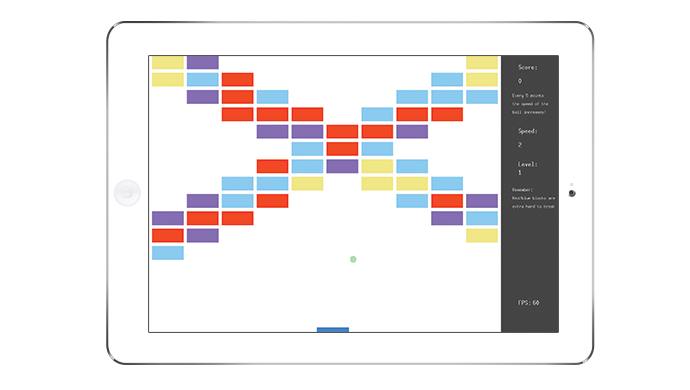 Score:
0
Every 5 points
the speed of the
ball increases!
Speed:
2
Level:
1
Remember:
Red/blue blocks are
extra hard to break
FPS: 60